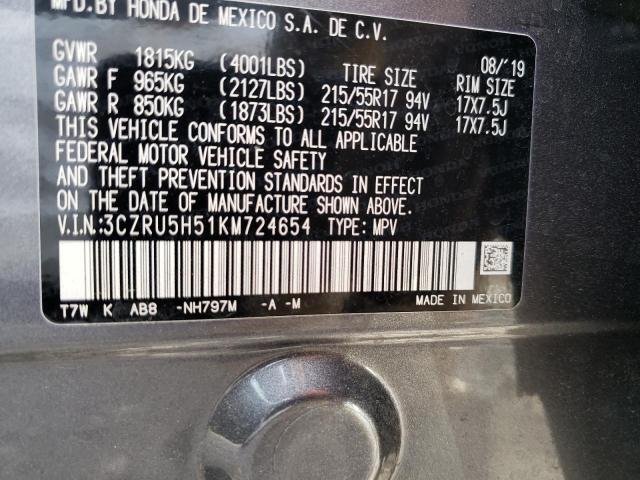 MFD.BY HONDA DE MEXICO S.A. DE C.V.
GVWR 1815KG (4001LBS) 08/'19
GAWR F 965KG (2127LBS) TIRE SIZE RIM SIZE
GAWR R 850KG (1873LBS) 215/55R17 94V 17X7.5J
215/55R17 94V 17X7.5J
THIS VEHICLE CONFORMS TO ALL APPLICABLE
FEDERAL MOTOR VEHICLE SAFETY
AND THEFT PREVENTION STANDARDS IN EFFECT
ON THE DATE OF MANUFACTURE SHOWN ABOVE.
V.I.N:3CZRU5H51KM724654 TYPE: MPV
T7W K AB8 -NH797M -A -M MADE IN MEXICO